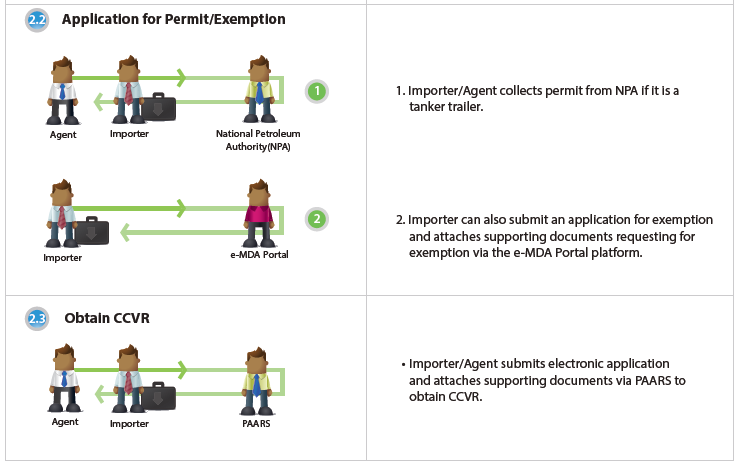 2.2 Application for Permit/Exemption
1
Agent
Importer
National Petroleum
Authority(NPA)
1. Importer/Agent collects permit from NPA if it is a
tanker trailer.
2
Importer
e-MDA Portal
2. Importer can also submit an application for exemption
and attaches supporting documents requesting for
exemption via the e-MDA Portal platform.
2.3 Obtain CCVR
Agent
Importer
PAARS
• Importer/Agent submits electronic application
and attaches supporting documents via PAARS to
obtain CCVR.